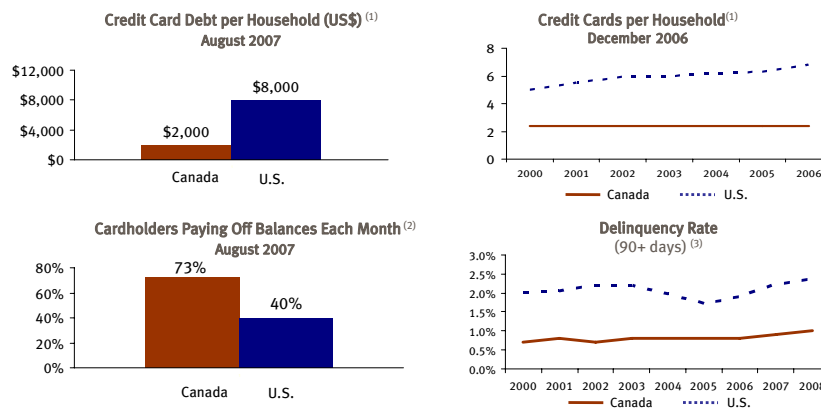 Credit Card Debt per Household (US$) (1)
August 2007
$12,000
$8,000
$4,000
$0
$2,000
$8,000
Canada
U.S.
Credit Cards per Household(1)
December 2006
8
6
4
2
0
2000 2001 2002 2003 2004 2005 2006
Canada U.S.
Cardholders Paying Off Balances Each Month (2)
August 2007
80%
60%
40%
20%
0%
73%
40%
Canada
U.S.
Delinquency Rate
(90+ days) (3)
3.0%
2.5%
2.0%
1.5%
1.0%
0.5%
0.0%
2000 2001 2002 2003 2004 2005 2006 2007 2008
Canada U.S.